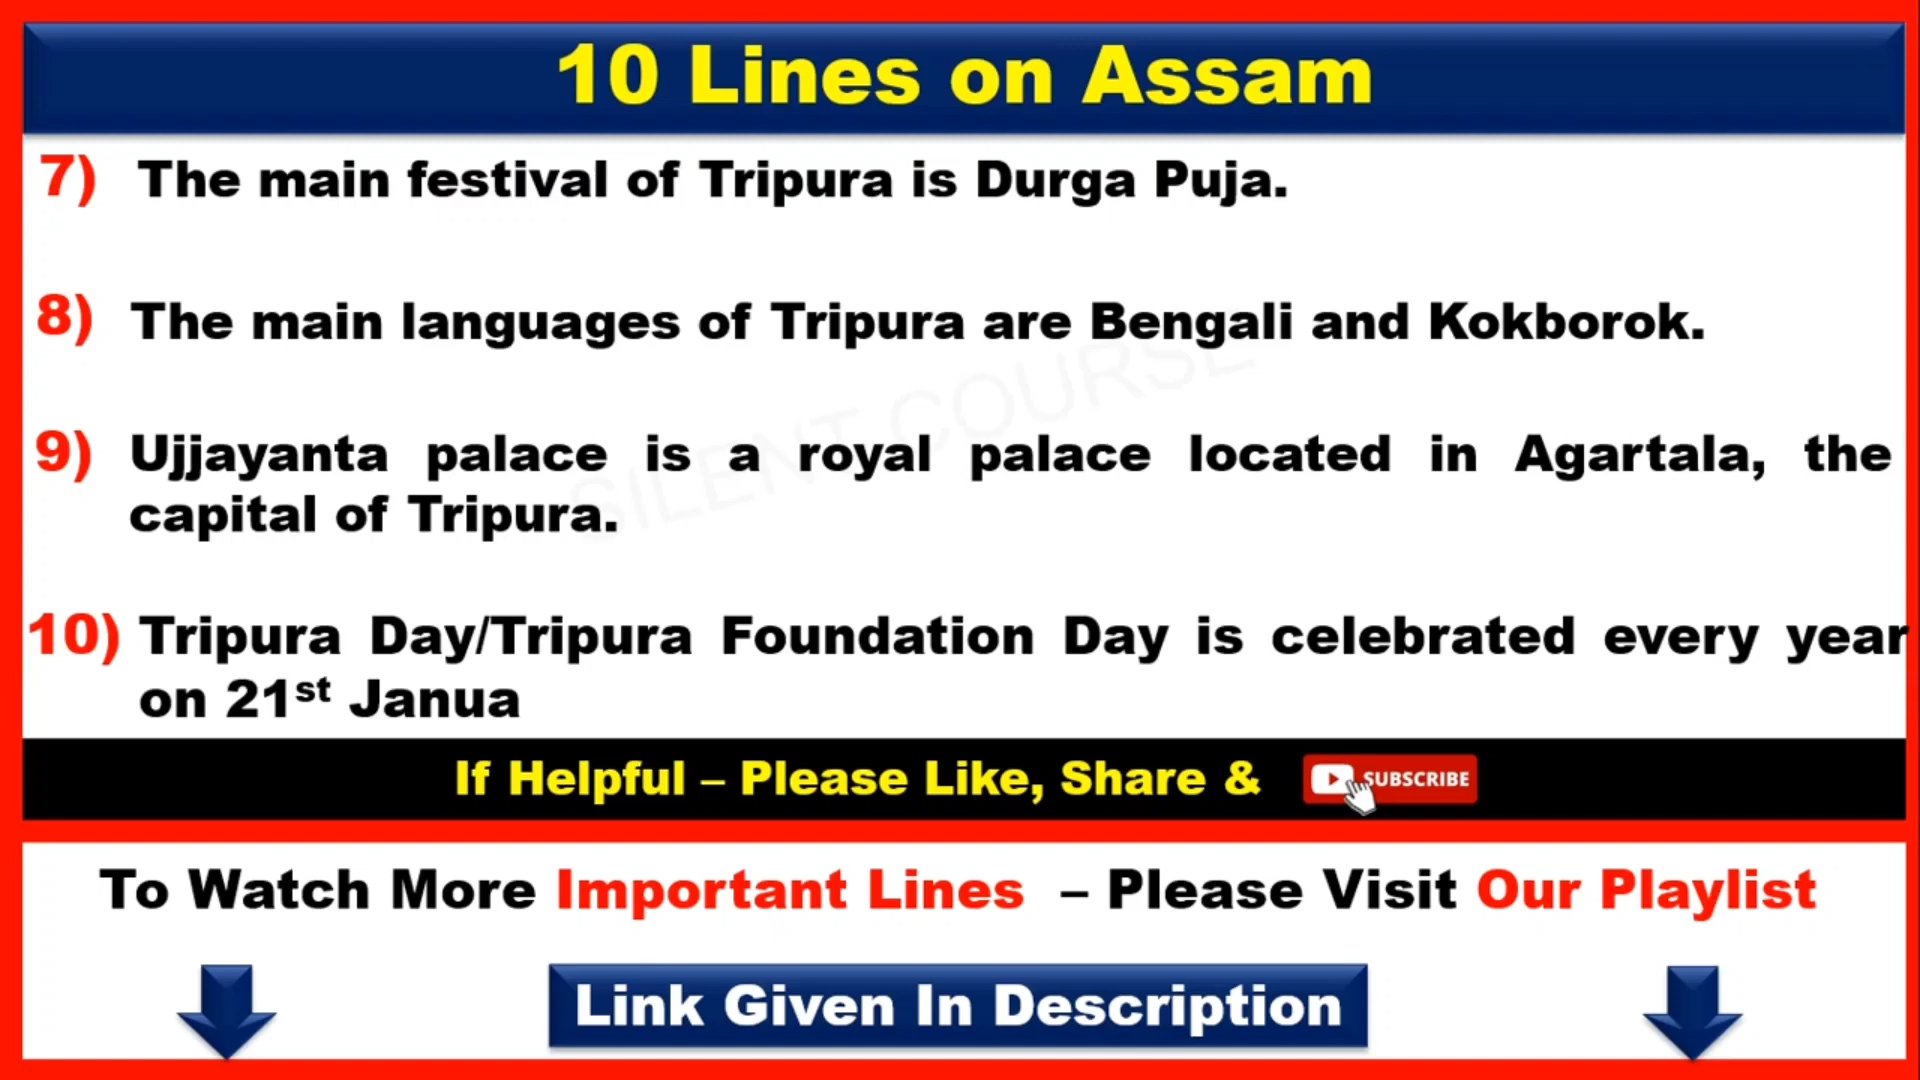 10 Lines on Assam
7) The main festival of Tripura is Durga Puja.
8) The main languages of Tripura are Bengali and Kokborok.
SILENT COURSE
9) Ujjayanta palace is a royal palace located in Agartala, the
capital of Tripura.
10) Tripura Day/Tripura Foundation Day is celebrated every year
on 21st Janua
If Helpful – Please Like, Share & SUBSCRIBE
To Watch More Important Lines – Please Visit Our Playlist
Link Given In Description